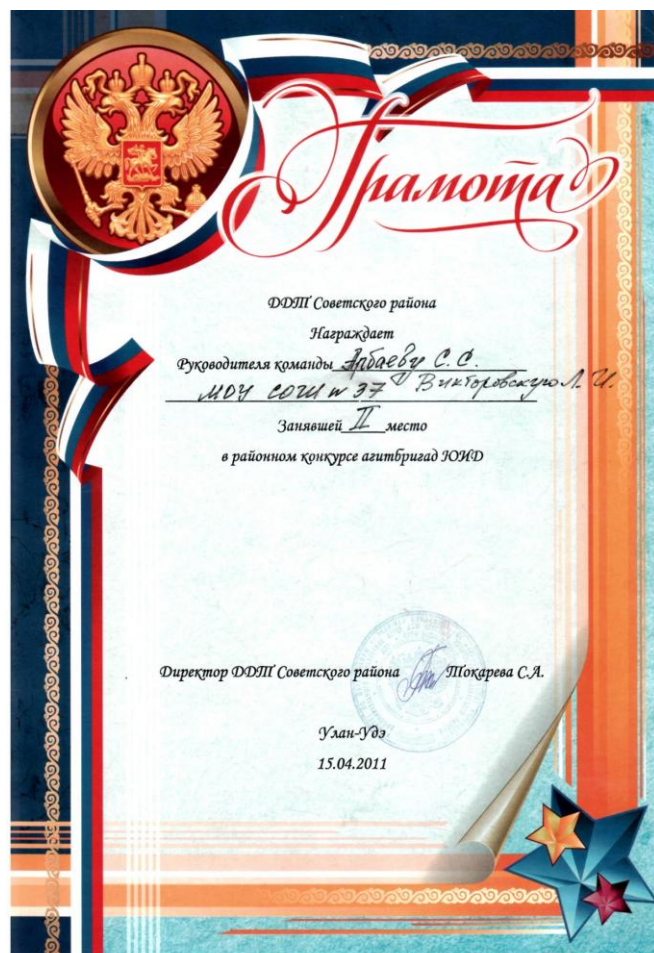 Грамота
ДДТ Советского района
Награждает
Руководителя команды Арбаеву С.С.
МОУ СОШ № 37 Викторовскую Л. И.
Занявшей II место
в районном конкурсе агитбригад ЮИД
Директор ДДТ Советского района Токарева С.А.
Улан-Удэ
15.04.2011